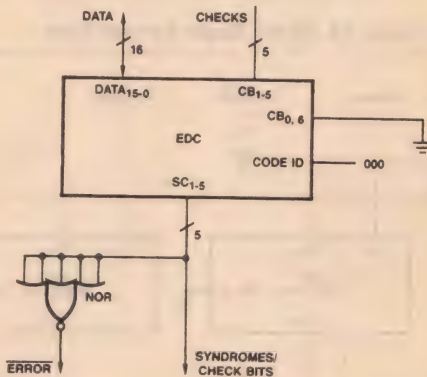 DATA
CHECKS
16
5
DATA15-0
CB1-5
CB0, 6
EDC
CODE ID
000
SC1-5
5
NOR
ERROR
SYNDROMES/
CHECK BITS